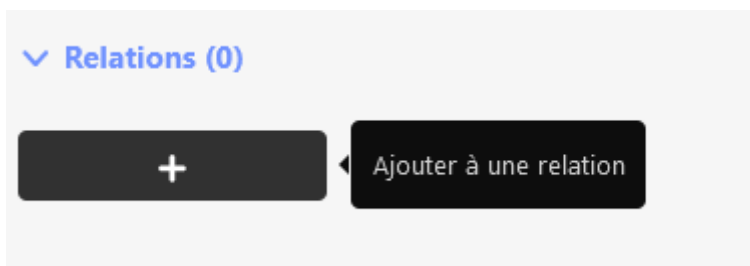 Relations (0)
+
Ajouter à une relation